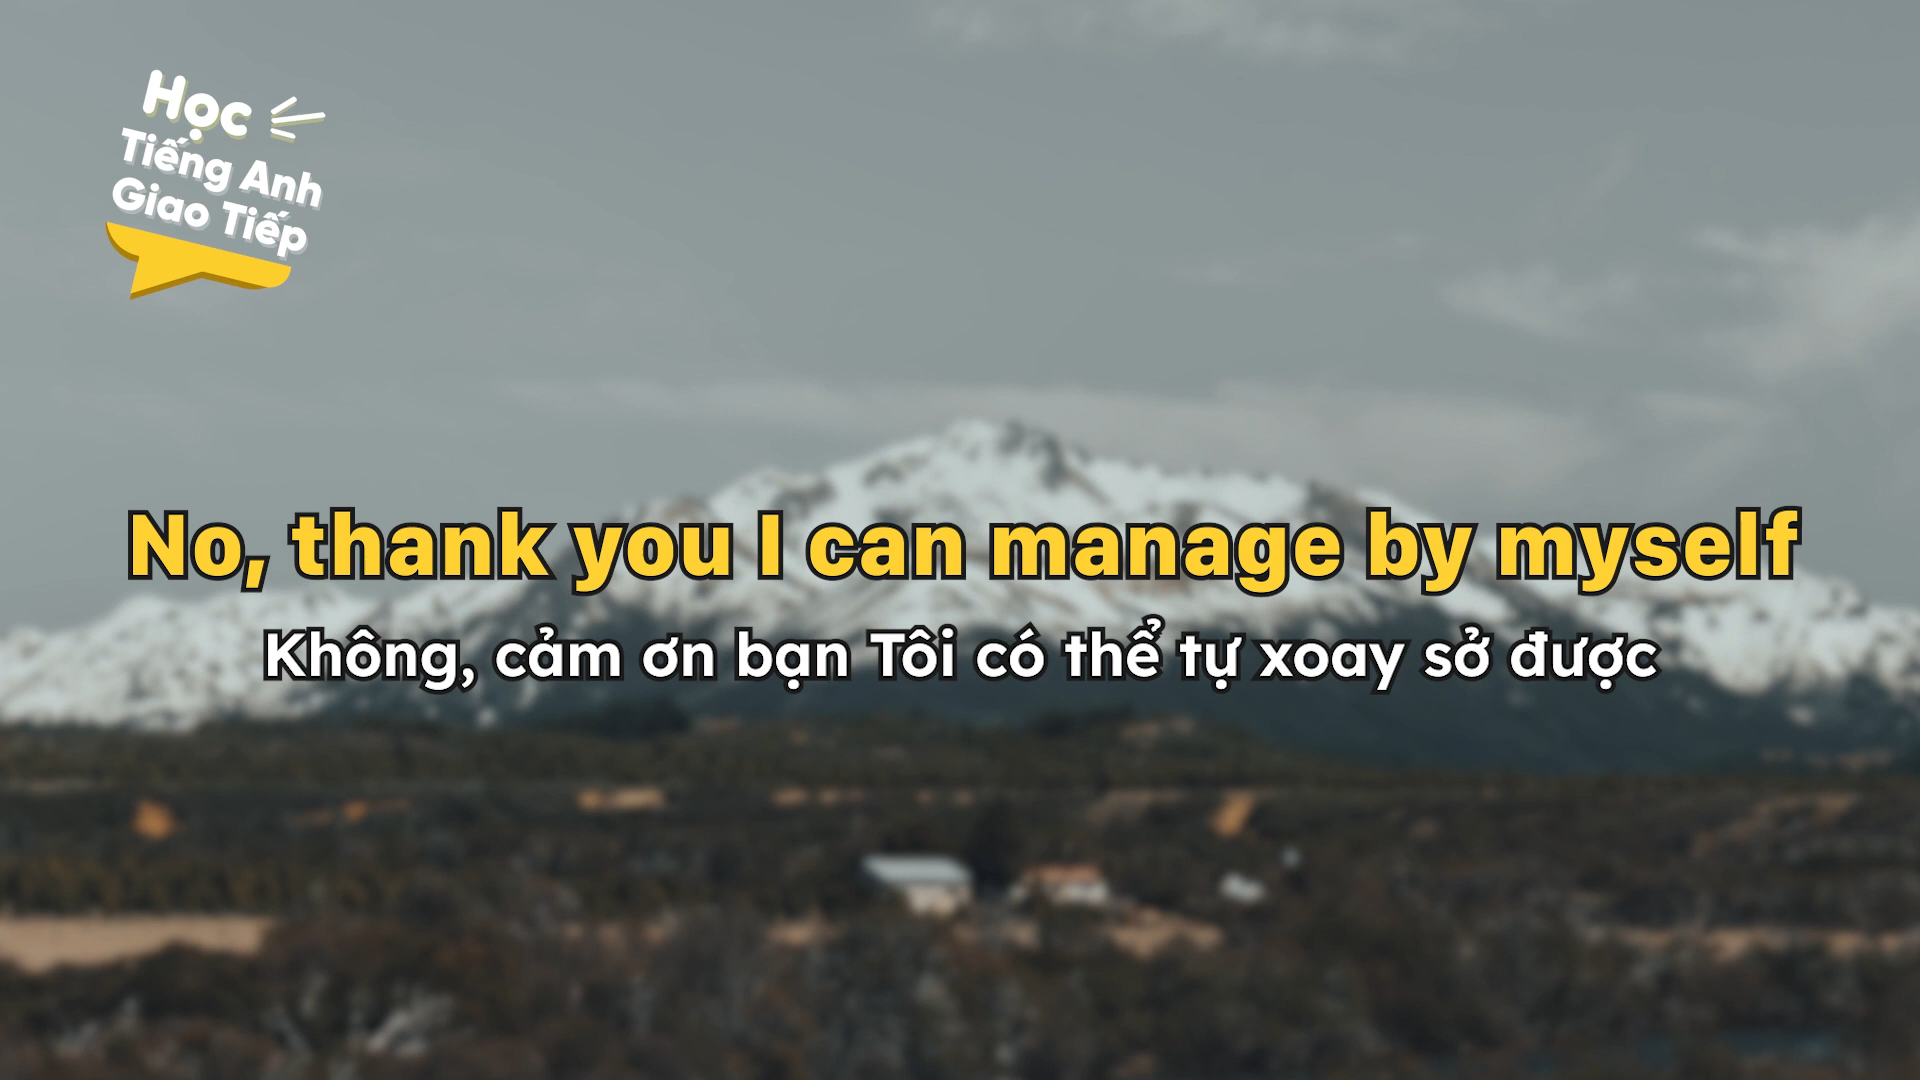 Học
Tiếng Anh
Giao Tiếp
No, thank you I can manage by myself
Không, cảm ơn bạn Tôi có thể tự xoay sở được